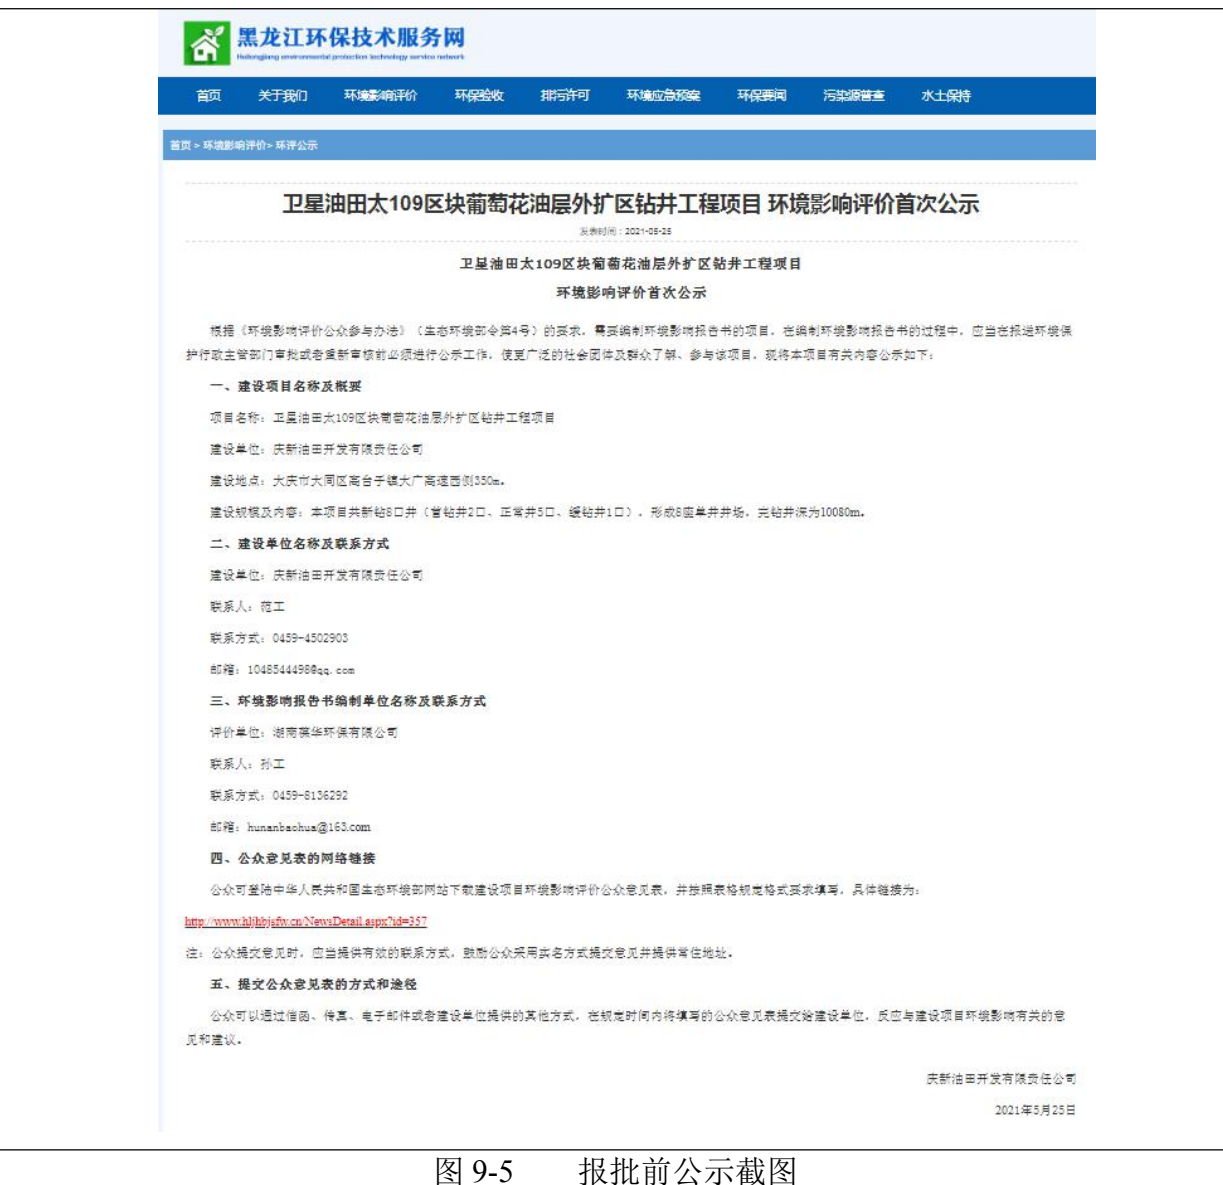 黑龙江环保技术服务网
Heilongjiang environmental protection technology service network
首页 关于我们 环境影响评价 环保验收 排污许可 环境应急预案 环保要闻 污染源普查 水土保持
首页 > 环境影响评价> 环评公示
卫星油田太109区块葡萄花油层外扩区钻井工程项目 环境影响评价首次公示
发表时间：2021-05-25
卫星油田太109区块葡萄花油层外扩区钻井工程项目
环境影响评价首次公示
根据《环境影响评价公众参与办法》（生态环境部令第4号）的要求，需要编制环境影响报告书的项目，在编制环境影响报告书的过程中，应当在报送环境保
护行政主管部门审批或者重新审核前必须进行公示工作，使更广泛的社会团体及群众了解、参与该项目，现将本项目有关内容公示如下：
一、建设项目名称及概要
项目名称：卫星油田太109区块葡萄花油层外扩区钻井工程项目
建设单位：庆新油田开发有限责任公司
建设地点：大庆市大同区高台子镇大广高速西侧350m。
建设规模及内容：本项目共新钻8口井（首钻井2口、正常井5口、缓钻井1口），形成8座单井井场，完钻井深为10080m。
二、建设单位名称及联系方式
建设单位：庆新油田开发有限责任公司
联系人：范工
联系方式：0459-4502903
邮箱：1048544498@qq.com
三、环境影响报告书编制单位名称及联系方式
评价单位：湖南葆华环保有限公司
联系人：孙工
联系方式：0459-8136292
邮箱：hunanbaohua@163.com
四、公众意见表的网络链接
公众可登陆中华人民共和国生态环境部网站下载建设项目环境影响评价公众意见表，并按照表格规定格式要求填写，具体链接为：
http://www.hljhbjsfw.cn/NewsDetail.aspx?id=357
注：公众提交意见时，应当提供有效的联系方式，鼓励公众采用实名方式提交意见并提供常住地址。
五、提交公众意见表的方式和途径
公众可以通过信函、传真、电子邮件或者建设单位提供的其他方式，在规定时间内将填写的公众意见表提交给建设单位，反应与建设项目环境影响有关的意
见和建议。
庆新油田开发有限责任公司
2021年5月25日
图 9-5 报批前公示截图